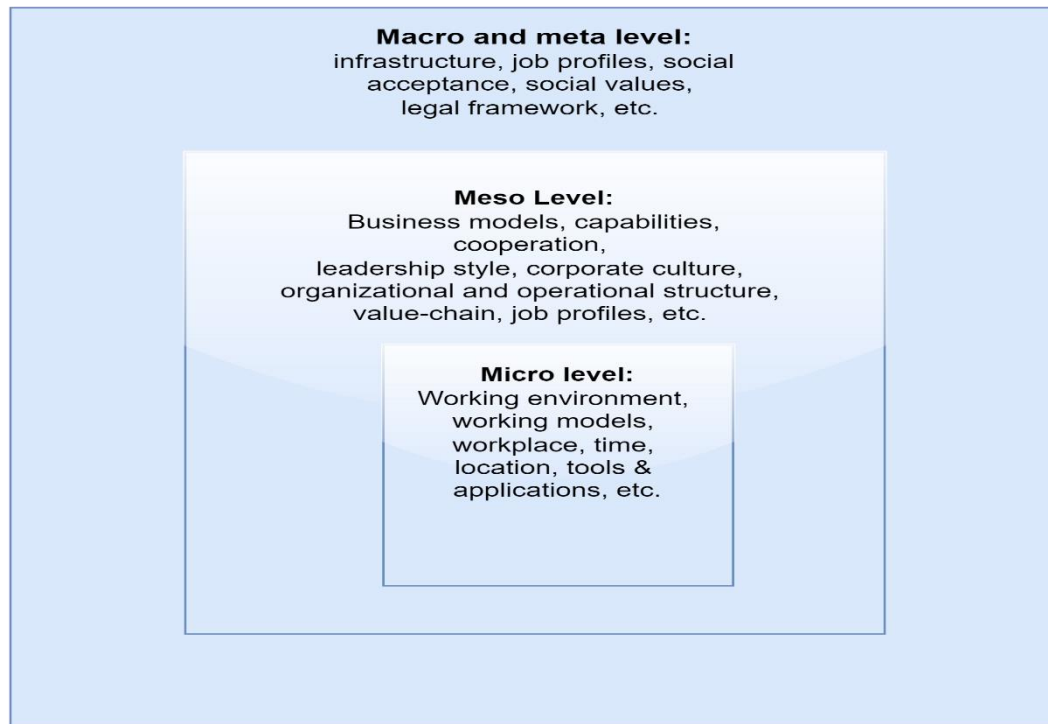 Macro and meta level:
infrastructure, job profiles, social
acceptance, social values,
legal framework, etc.
Meso Level:
Business models, capabilities,
cooperation,
leadership style, corporate culture,
organizational and operational structure,
value-chain, job profiles, etc.
Micro level:
Working environment,
working models,
workplace, time,
location, tools &
applications, etc.